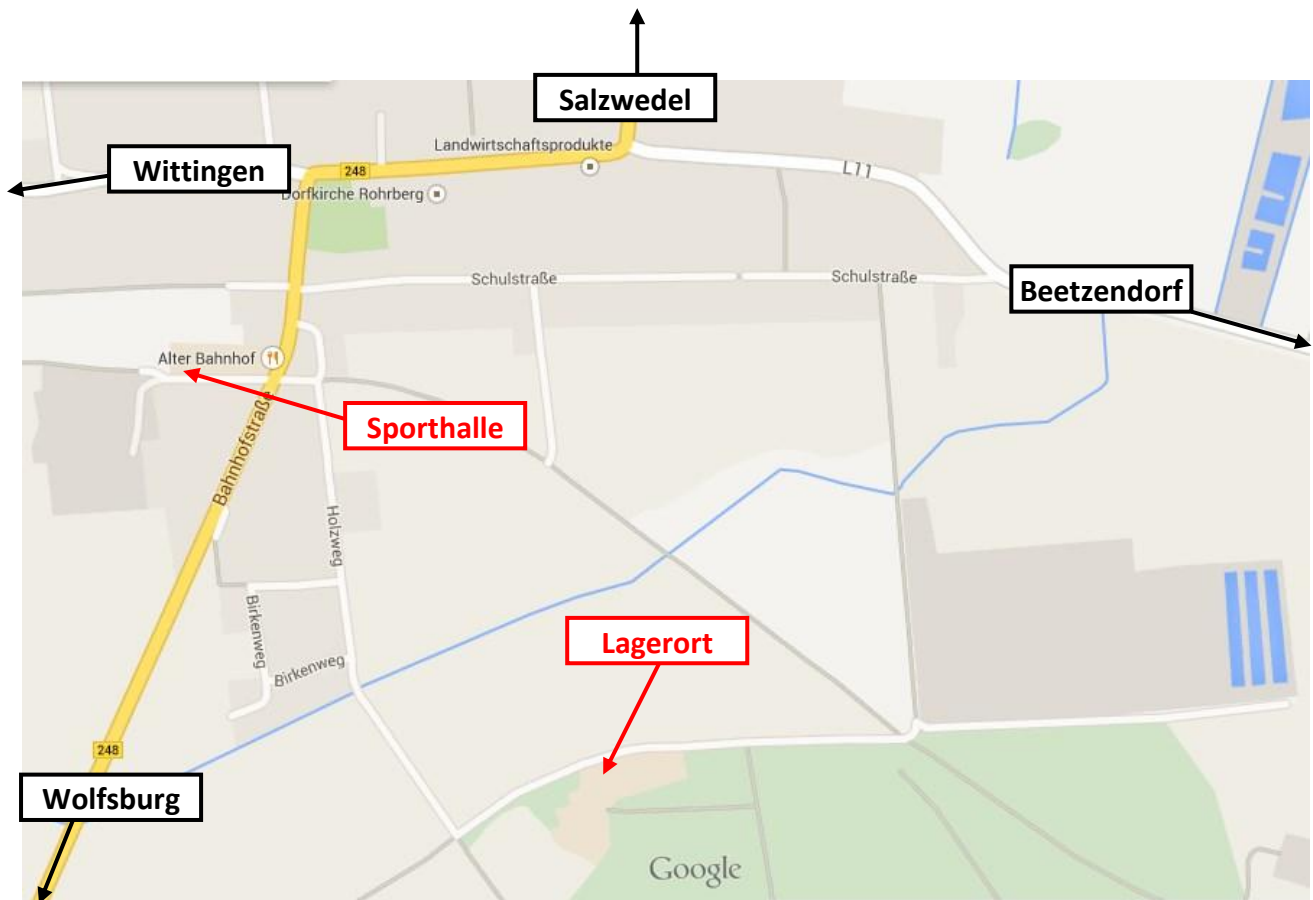 Salzwedel
Landwirtschaftsprodukte
Wittingen
248
L11
Dorfkirche Rohrberg
Schulstraße
Schulstraße
Beetzendorf
Alter Bahnhof
Sporthalle
Bahnhofstraße
Holzweg
Birkenweg
Lagerort
Birkenweg
248
Wolfsburg
Google